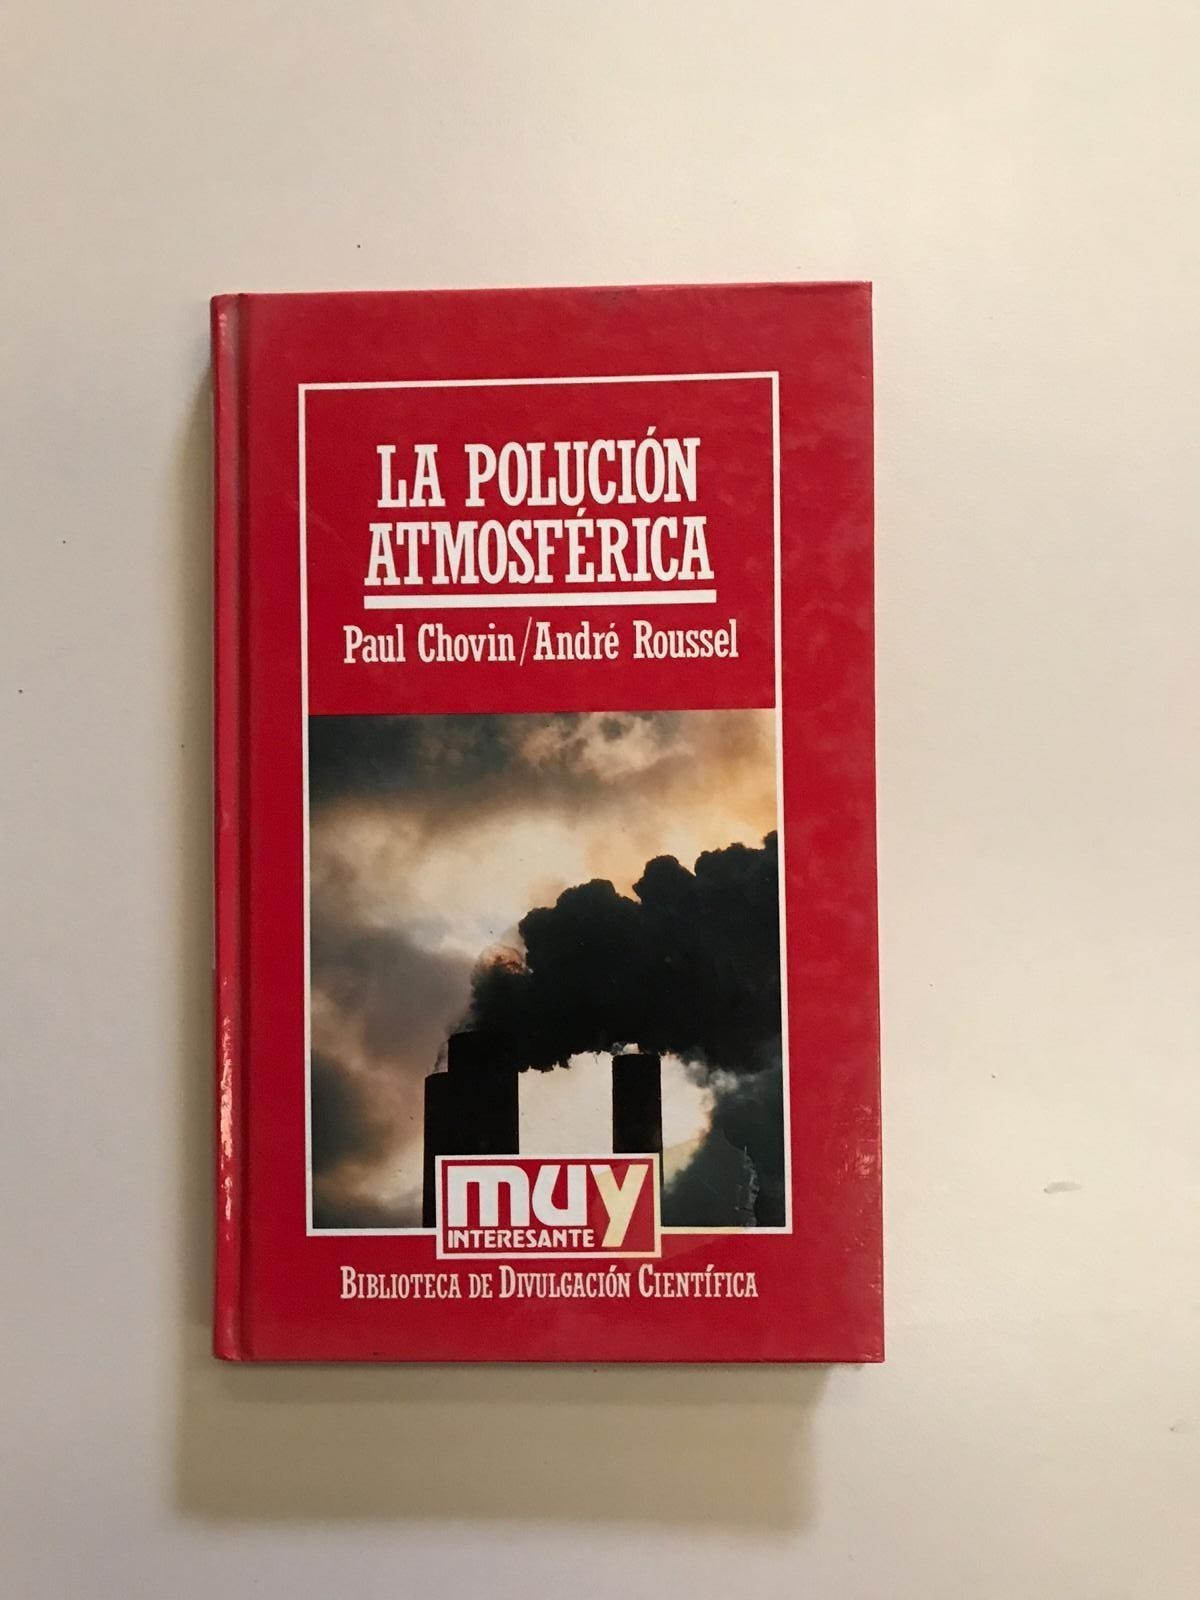 LA POLUCIÓN
ATMOSFÉRICA
Paul Chovin/André Roussel
muy
INTERESANTE
BIBLIOTECA DE DIVULGACIÓN CIENTÍFICA